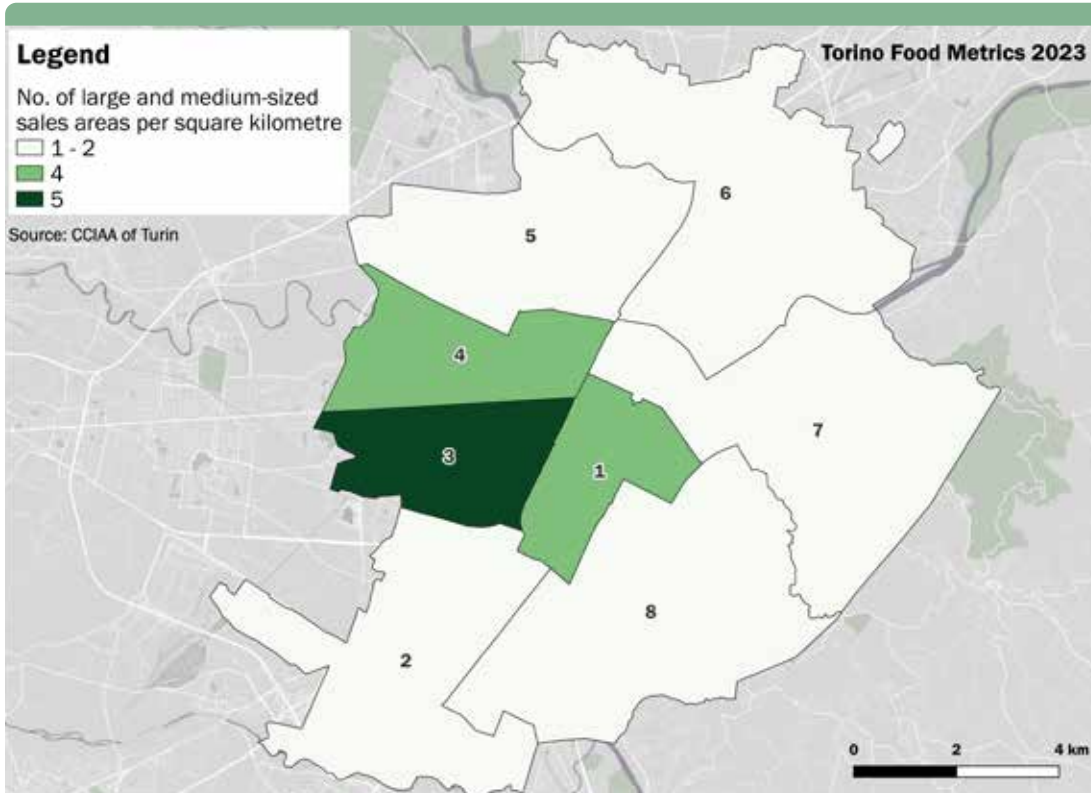 Legend
Torino Food Metrics 2023
No. of large and medium-sized
sales areas per square kilometre
1 - 2
4
5
Source: CCIAA of Turin
6
5
4
7
3
1
8
2
0 2 4 km